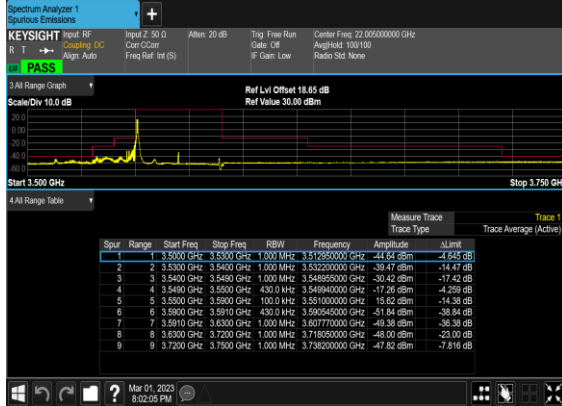 Spectrum Analyzer 1
Spurious Emissions
KEYSIGHT Input: RF Input Z: 50 Ω Atten: 20 dB Trig: Free Run Center Freq: 22.005000000 GHz
R T Coupling: DC Corr CCorr Gate: Off Avg|Hold: 100/100
Align: Auto Freq Ref: Int (S) IF Gain: Low Radio Std: None
PASS
3 All Range Graph
Ref Lvl Offset 18.65 dB
Scale/Div 10.0 dB Ref Value 30.00 dBm
20.0
0.00
-20.0
-40.0
-60.0
Start 3.500 GHz Stop 3.750 GH
4 All Range Table
Measure Trace Trace 1
Trace Type Trace Average (Active)
Spur Range Start Freq Stop Freq RBW Frequency Amplitude ΔLimit
1 1 3.5000 GHz 3.5300 GHz 1.000 MHz 3.512950000 GHz -44.64 dBm -4.645 dB
2 2 3.5300 GHz 3.5400 GHz 1.000 MHz 3.532200000 GHz -39.47 dBm -14.47 dB
3 3 3.5400 GHz 3.5490 GHz 1.000 MHz 3.548955000 GHz -30.42 dBm -17.42 dB
4 4 3.5490 GHz 3.5500 GHz 430.0 kHz 3.549940000 GHz -17.26 dBm -4.259 dB
5 5 3.5500 GHz 3.5900 GHz 100.0 kHz 3.551000000 GHz 15.62 dBm -14.38 dB
6 6 3.5900 GHz 3.5910 GHz 430.0 kHz 3.590545000 GHz -51.84 dBm -38.84 dB
7 7 3.5910 GHz 3.6300 GHz 1.000 MHz 3.607770000 GHz -49.38 dBm -36.38 dB
8 8 3.6300 GHz 3.7200 GHz 1.000 MHz 3.718050000 GHz -48.00 dBm -23.00 dB
9 9 3.7200 GHz 3.7500 GHz 1.000 MHz 3.738200000 GHz -47.82 dBm -7.816 dB
Mar 01, 2023
8:02:05 PM